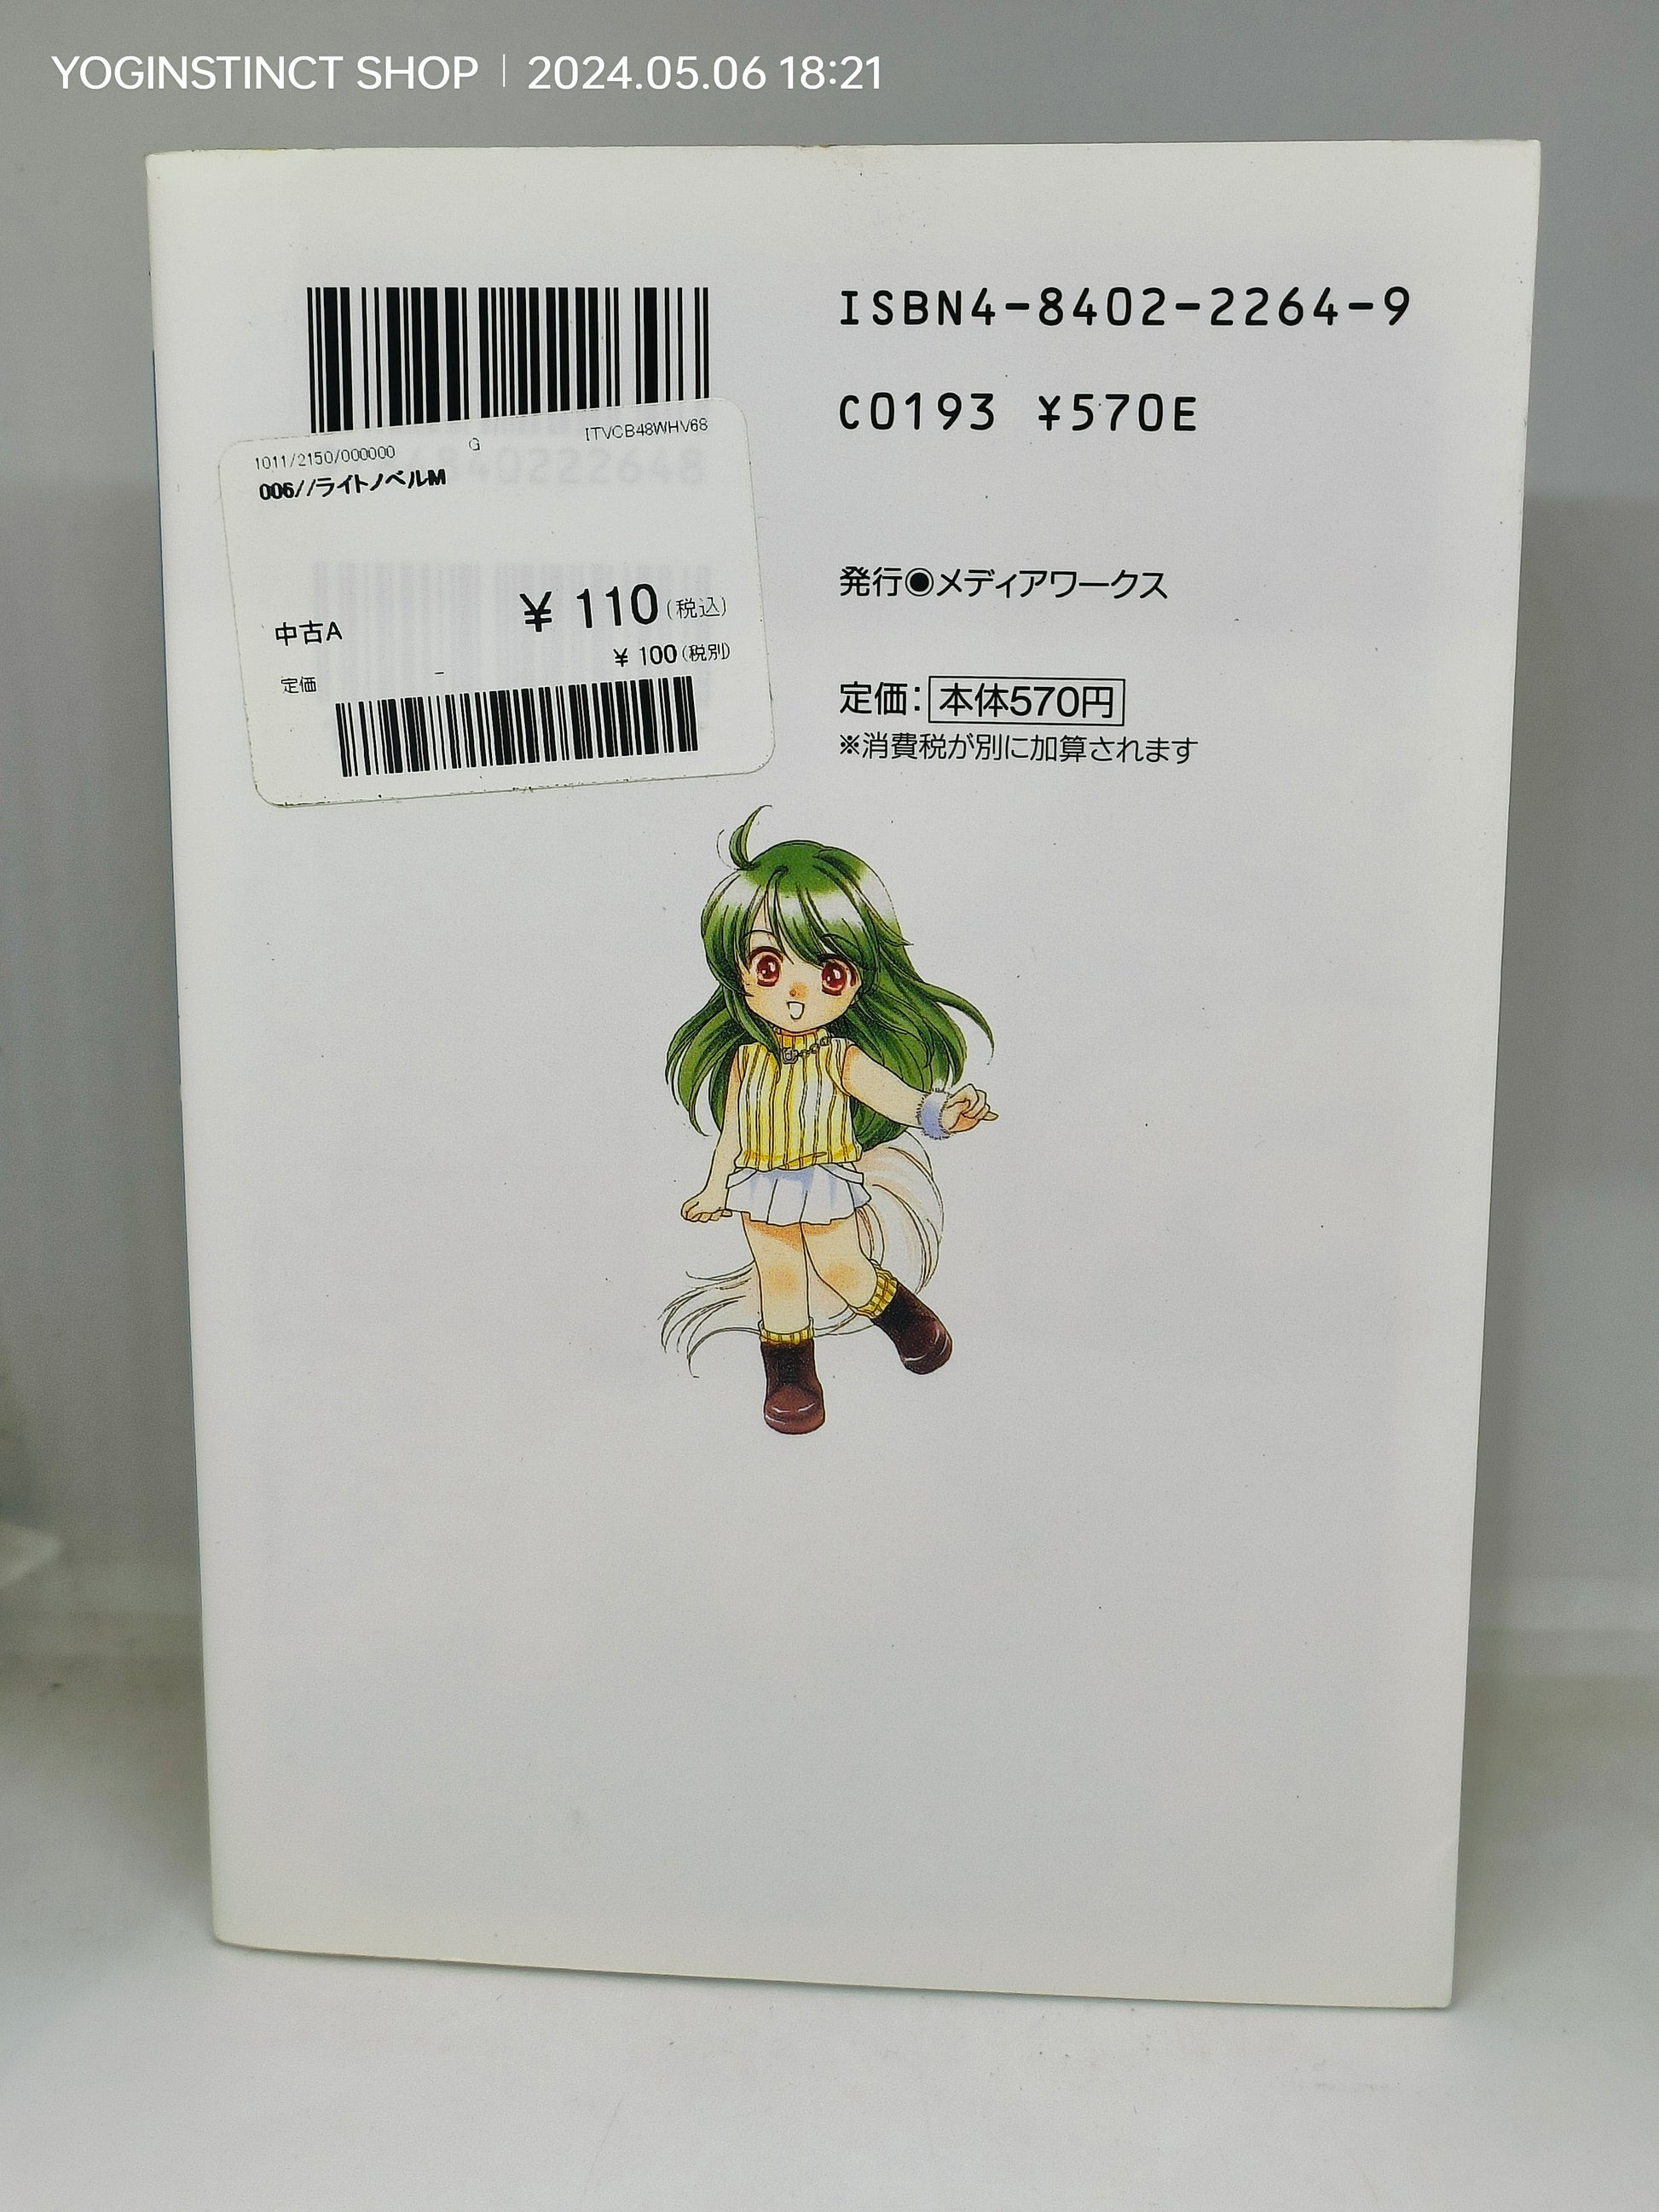 YOGINSTINCT SHOP | 2024.05.06 18:21
ISBN4-8402-2264-9
C0193 ¥570E
発行◉メディアワークス
定価：本体570円
※消費税が別に加算されます
1011/2150/000000 G ITVCB48WHV68
006//ライトノベルM
840222648
¥ 110(税込)
中古A
¥ 100(税別)
定価 -